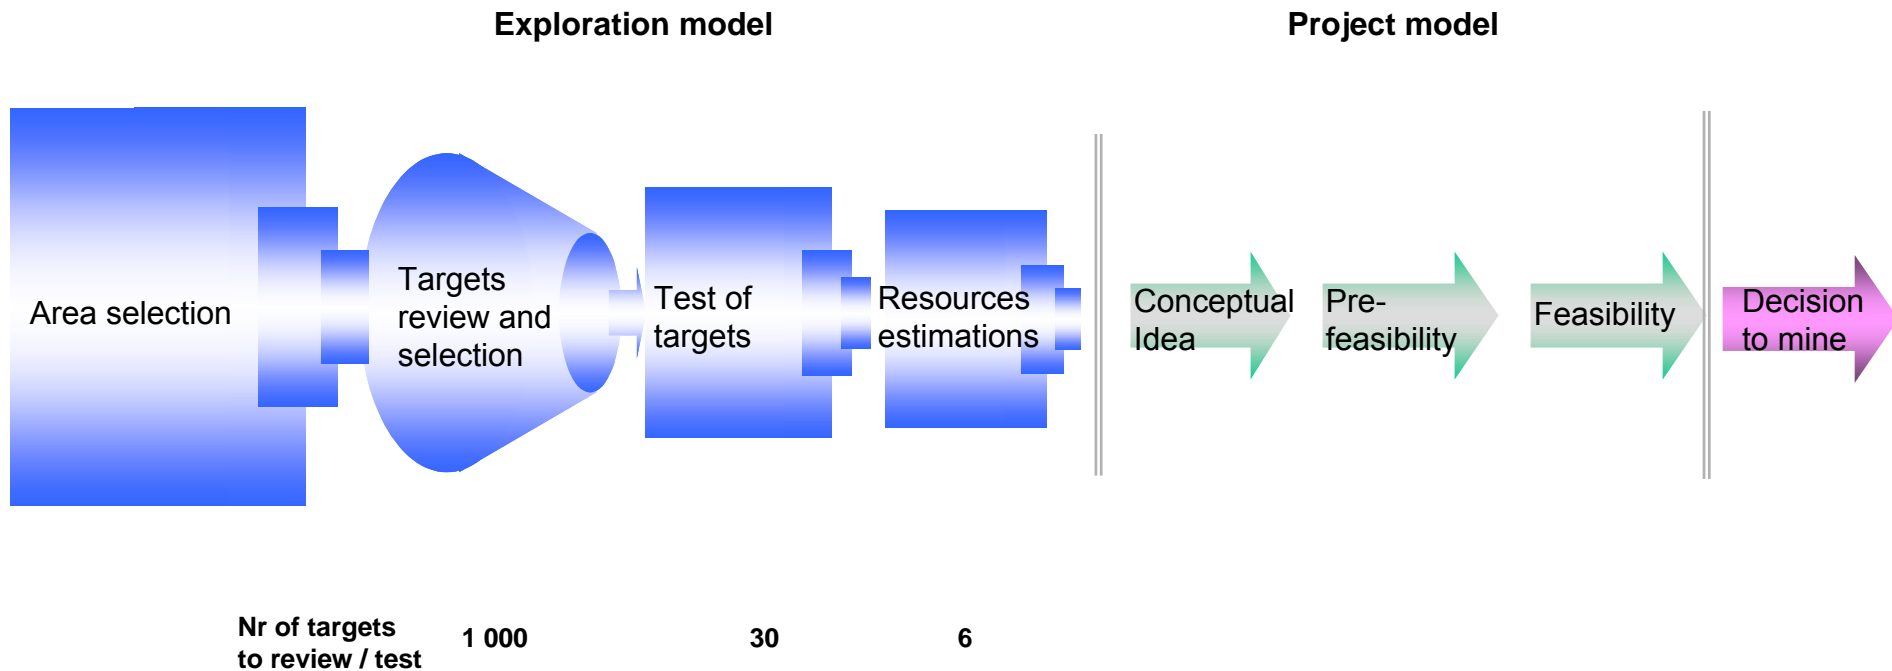 Exploration model
Project model
Area selection
Targets
review and
selection
Test of
targets
Resources
estimations
Conceptual
Idea
Pre-
feasibility
Feasibility
Decision
to mine
Nr of targets
to review / test
1 000
30
6